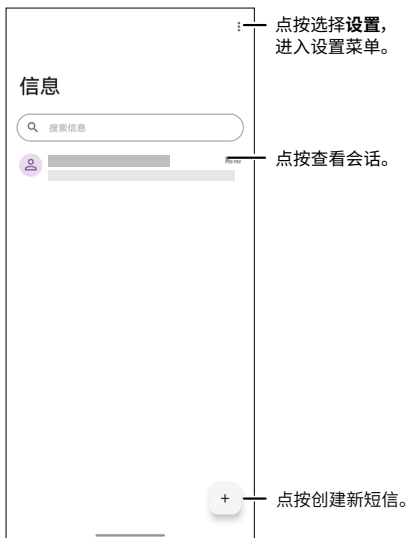 点按选择设置,
进入设置菜单。
信息
搜索信息
点按查看会话。
+
点按创建新短信。